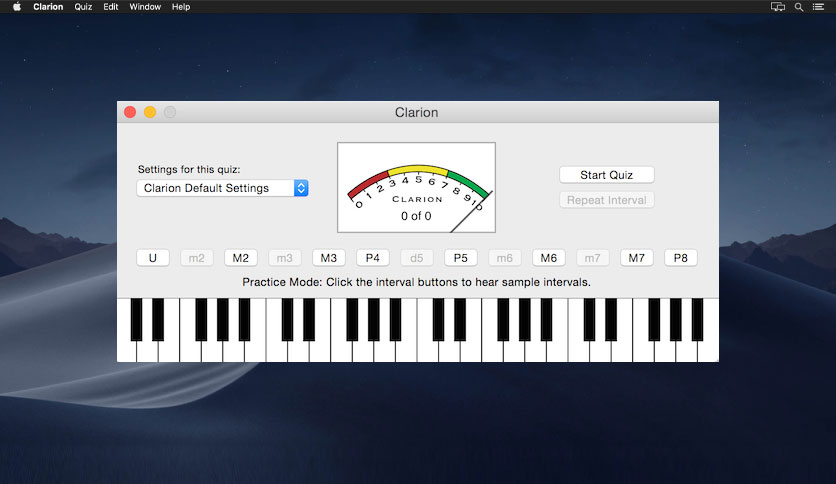 Clarion Quiz Edit Window Help
Clarion
Settings for this quiz:
Clarion Default Settings
0 1 2 3 4 5 6 7 8 9 10
CLARION
0 of 0
Start Quiz
Repeat Interval
U m2 M2 m3 M3 P4 d5 P5 m6 M6 m7 M7 P8
Practice Mode: Click the interval buttons to hear sample intervals.